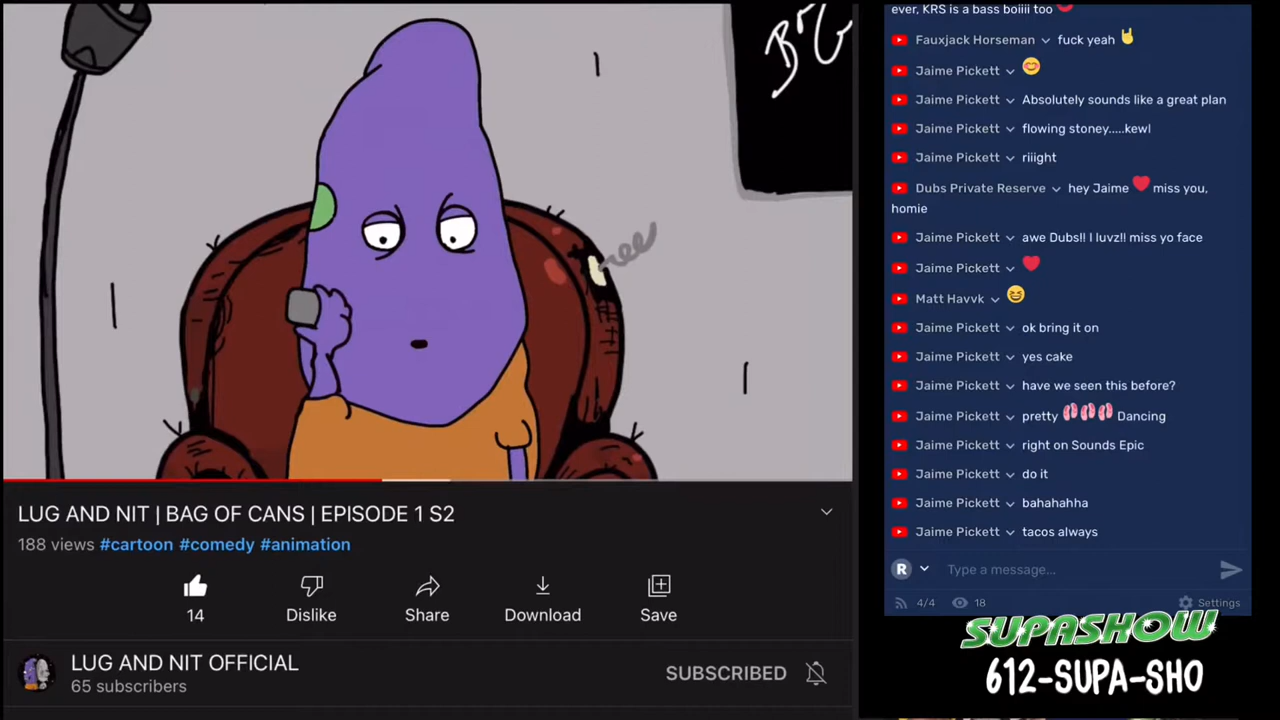 BrG
LUG AND NIT | BAG OF CANS | EPISODE 1 S2
188 views #cartoon #comedy #animation
14
Dislike
Share
Download
Save
LUG AND NIT OFFICIAL
65 subscribers
SUBSCRIBED
ever, KRS is a bass boiiii too ❤️
Fauxjack Horseman fuck yeah 🤘
Jaime Pickett 😊
Jaime Pickett Absolutely sounds like a great plan
Jaime Pickett flowing stoney.....kewl
Jaime Pickett riiight
Dubs Private Reserve hey Jaime ❤️ miss you,
homie
Jaime Pickett awe Dubs!! I luvz!! miss yo face
Jaime Pickett ❤️
Matt Havvk 😆
Jaime Pickett ok bring it on
Jaime Pickett yes cake
Jaime Pickett have we seen this before?
Jaime Pickett pretty 👣👣👣 Dancing
Jaime Pickett right on Sounds Epic
Jaime Pickett do it
Jaime Pickett bahahahha
Jaime Pickett tacos always
R Type a message...
4/4 18 Settings
SUPASHOW
612-SUPA-SHO